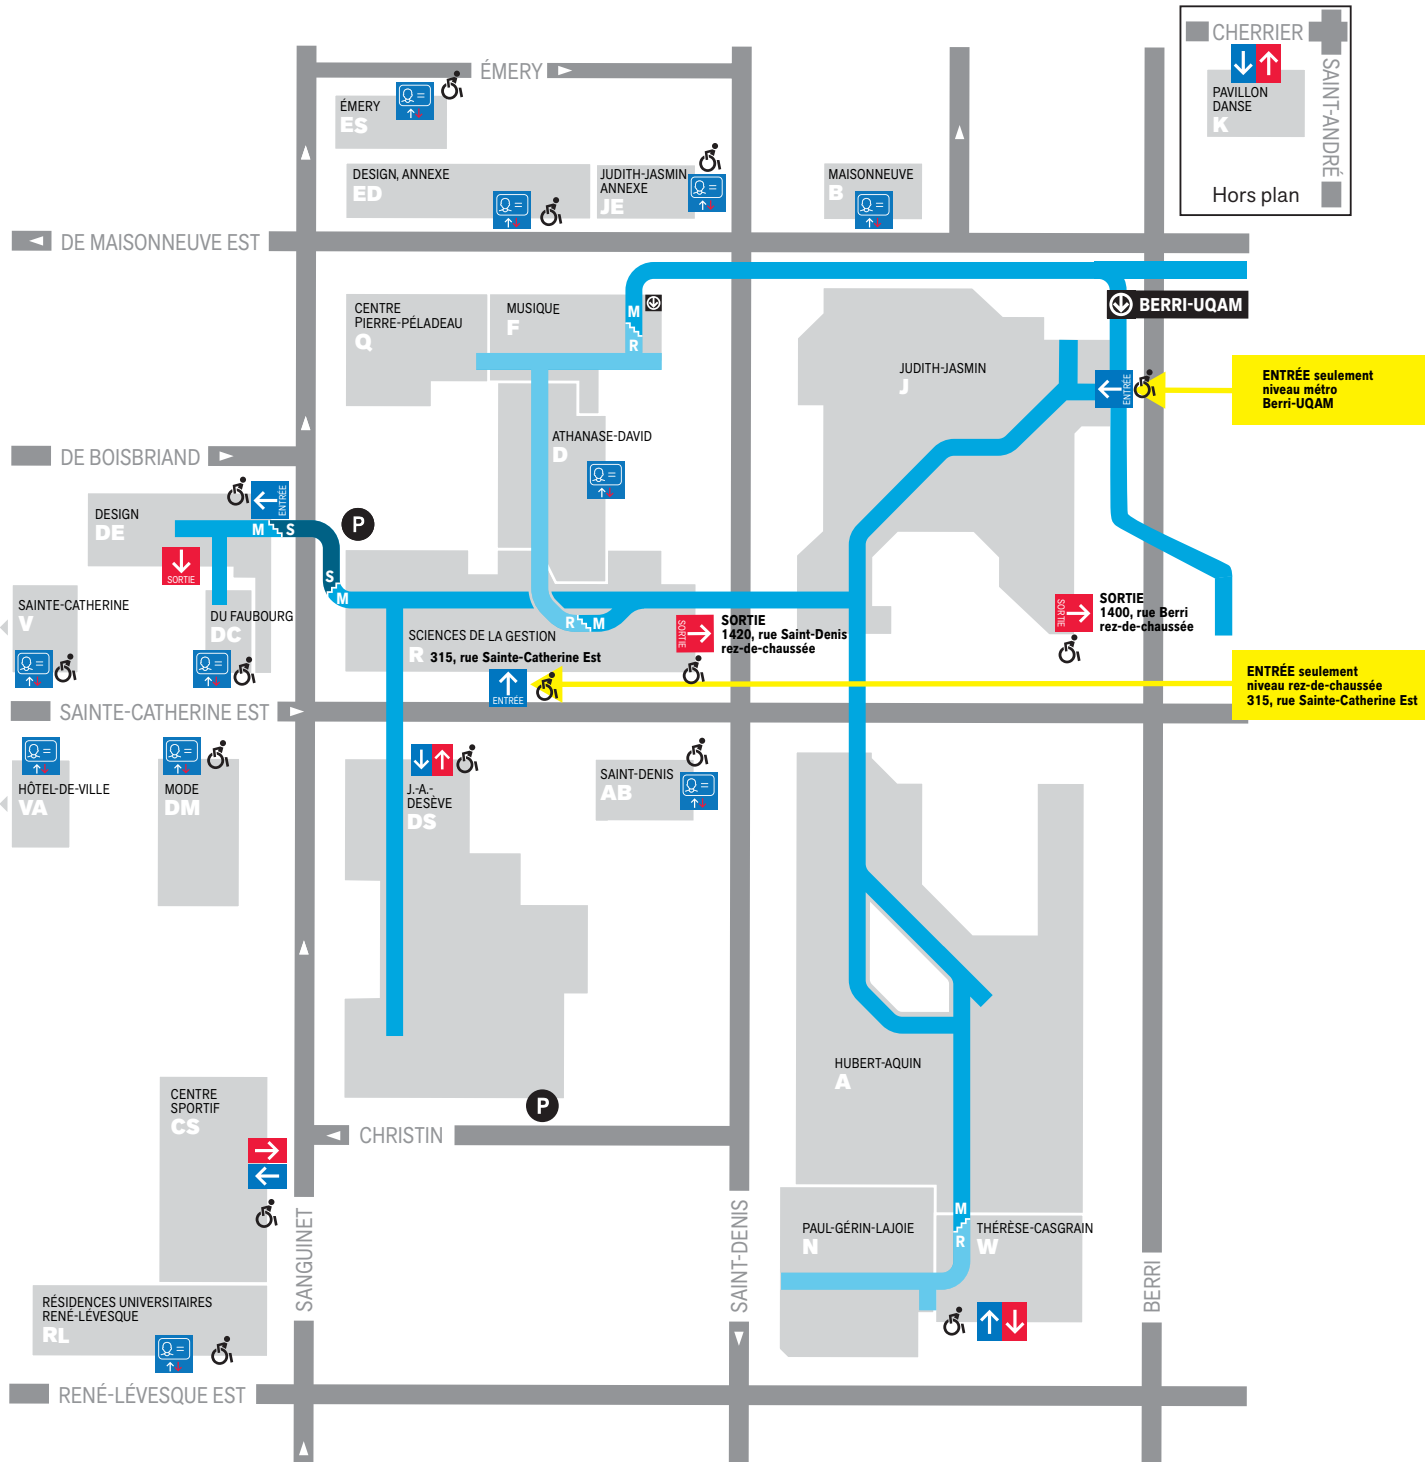 CHERRIER
SAINT-ANDRÉ
PAVILLON
DANSE
K
Hors plan
ÉMERY
ÉMERY
ES
DESIGN, ANNEXE
ED
JUDITH-JASMIN
ANNEXE
JE
MAISONNEUVE
B
DE MAISONNEUVE EST
CENTRE
PIERRE-PÉLADEAU
Q
MUSIQUE
F
M
R
BERRI-UQAM
JUDITH-JASMIN
J
ENTRÉE
ENTRÉE seulement
niveau métro
Berri-UQAM
ATHANASE-DAVID
D
DE BOISBRIAND
ENTRÉE
DESIGN
DE
M
S
P
SORTIE
S
M
SAINTE-CATHERINE
V
DU FAUBOURG
DC
R
M
SCIENCES DE LA GESTION
R 315, rue Sainte-Catherine Est
ENTRÉE
SORTIE
SORTIE
1420, rue Saint-Denis
rez-de-chaussée
SORTIE
SORTIE
1400, rue Berri
rez-de-chaussée
ENTRÉE seulement
niveau rez-de-chaussée
315, rue Sainte-Catherine Est
SAINTE-CATHERINE EST
HÔTEL-DE-VILLE
VA
MODE
DM
J.-A.-
DESÈVE
DS
SAINT-DENIS
AB
HUBERT-AQUIN
A
CENTRE
SPORTIF
CS
P
CHRISTIN
SANGUINET
SAINT-DENIS
BERRI
PAUL-GÉRIN-LAJOIE
N
M
R
THÉRÈSE-CASGRAIN
W
RÉSIDENCES UNIVERSITAIRES
RENÉ-LÉVESQUE
RL
RENÉ-LÉVESQUE EST